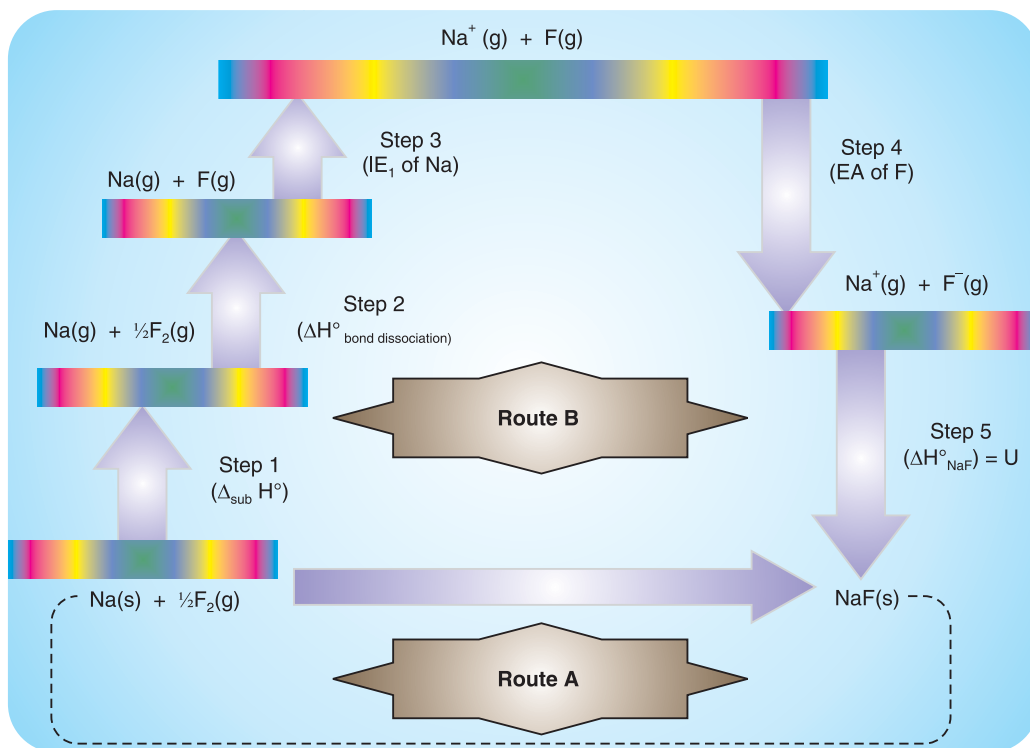 Na⁺ (g) + F(g)
Step 3
(IE₁ of Na)
Step 4
(EA of F)
Na(g) + F(g)
Na⁺(g) + F⁻(g)
Step 2
(ΔH° bond dissociation)
Na(g) + ½F₂(g)
Route B
Step 5
(ΔH°NaF) = U
Step 1
(Δsub H°)
Na(s) + ½F₂(g)
NaF(s)
Route A